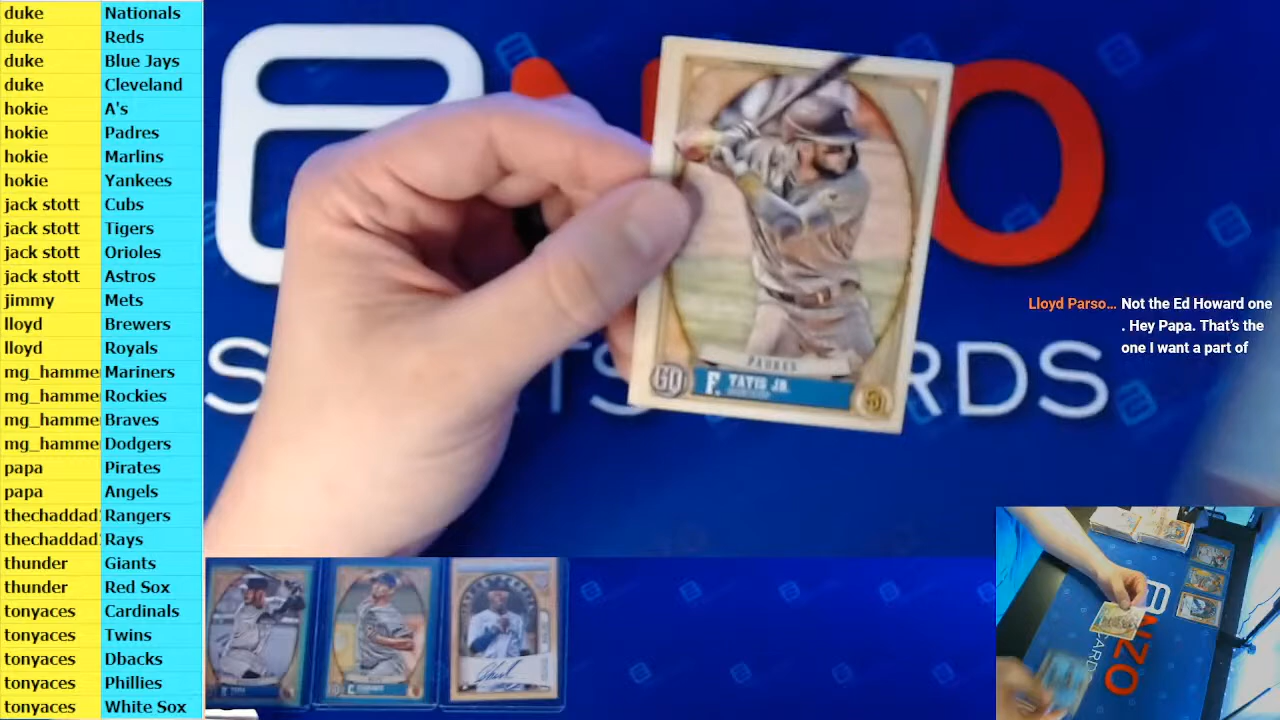 duke Nationals
duke Reds
duke Blue Jays
duke Cleveland
hokie A's
hokie Padres
hokie Marlins
hokie Yankees
jack stott Cubs
jack stott Tigers
jack stott Orioles
jack stott Astros
jimmy Mets
lloyd Brewers
lloyd Royals
mg_hamme Mariners
mg_hamme Rockies
mg_hamme Braves
mg_hamme Dodgers
papa Pirates
papa Angels
thechaddad Rangers
thechaddad Rays
thunder Giants
thunder Red Sox
tonyaces Cardinals
tonyaces Twins
tonyaces Dbacks
tonyaces Phillies
tonyaces White Sox
PADRES
GQ F. TATIS JR.
Lloyd Parso... Not the Ed Howard one
. Hey Papa. That's the
one I want a part of
NZO
CARDS